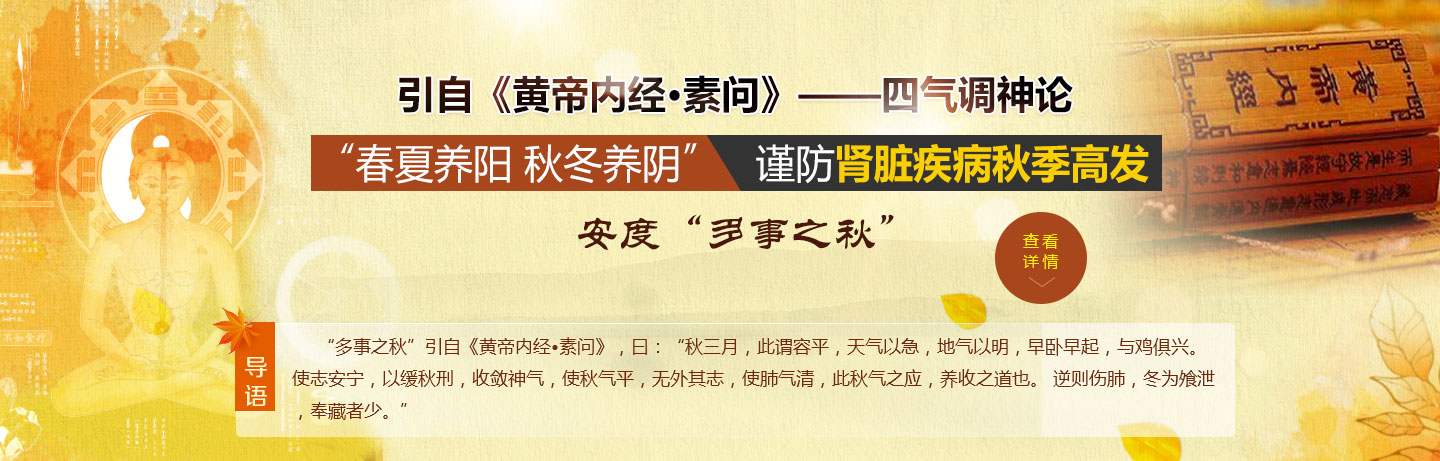 引自《黄帝内经•素问》——四气调神论
“春夏养阳 秋冬养阴” 谨防肾脏疾病秋季高发
安度“多事之秋”
查看
详情
导语
“多事之秋”引自《黄帝内经•素问》，曰：“秋三月，此谓容平，天气以急，地气以明，早卧早起，与鸡俱兴。
使志安宁，以缓秋刑，收敛神气，使秋气平，无外其志，使肺气清，此秋气之应，养收之道也。 逆则伤肺，冬为飧泄
，奉藏者少。”
黄帝内經